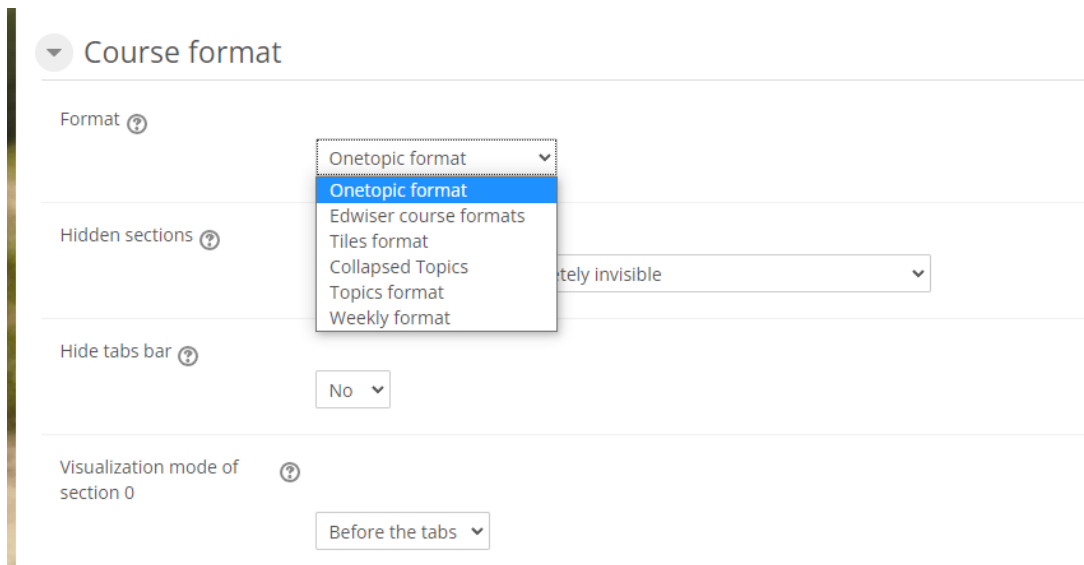 Course format
Format
Onetopic format
Onetopic format
Edwiser course formats
Tiles format
Collapsed Topics
Topics format
Weekly format
Hidden sections
invisible
Hide tabs bar
No
Visualization mode of
section 0
Before the tabs